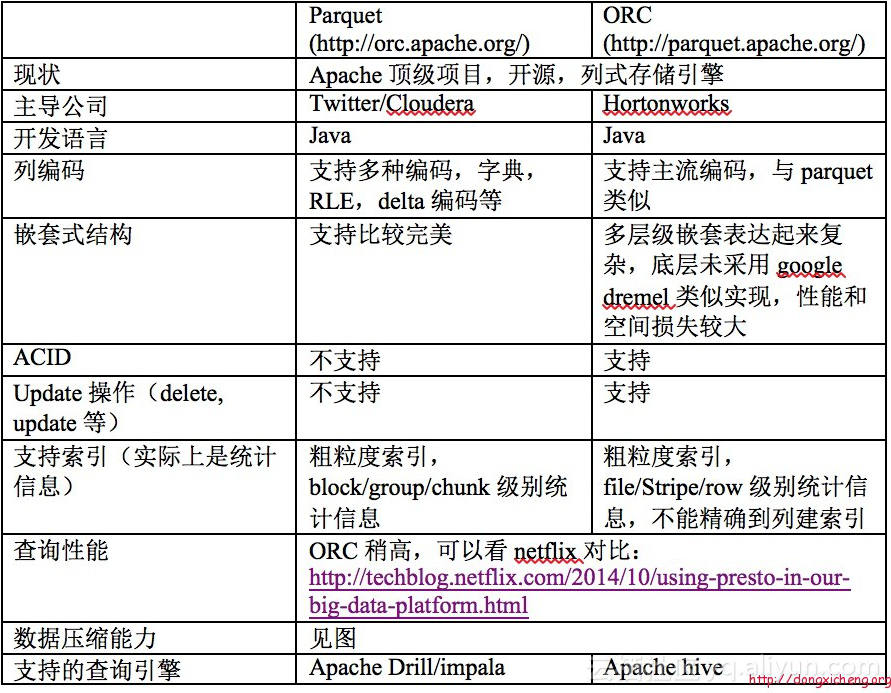 Parquet
(http://orc.apache.org/)
ORC
(http://parquet.apache.org/)
现状
Apache 顶级项目，开源，列式存储引擎
主导公司
Twitter/Cloudera
Hortonworks
开发语言
Java
Java
列编码
支持多种编码，字典，
RLE，delta 编码等
支持主流编码，与 parquet
类似
嵌套式结构
支持比较完美
多层级嵌套表达起来复
杂，底层未采用 google
dremel 类似实现，性能和
空间损失较大
ACID
不支持
支持
Update 操作（delete,
update 等）
不支持
支持
支持索引（实际上是统计
信息）
粗粒度索引，
block/group/chunk 级别统
计信息
粗粒度索引，
file/Stripe/row 级别统计信
息，不能精确到列建索引
查询性能
ORC 稍高，可以看 netflix 对比：
http://techblog.netflix.com/2014/10/using-presto-in-our-
big-data-platform.html
数据压缩能力
见图
支持的查询引擎
Apache Drill/impala
Apache hive
yq.aliyun.com
http://dongxicheng.org